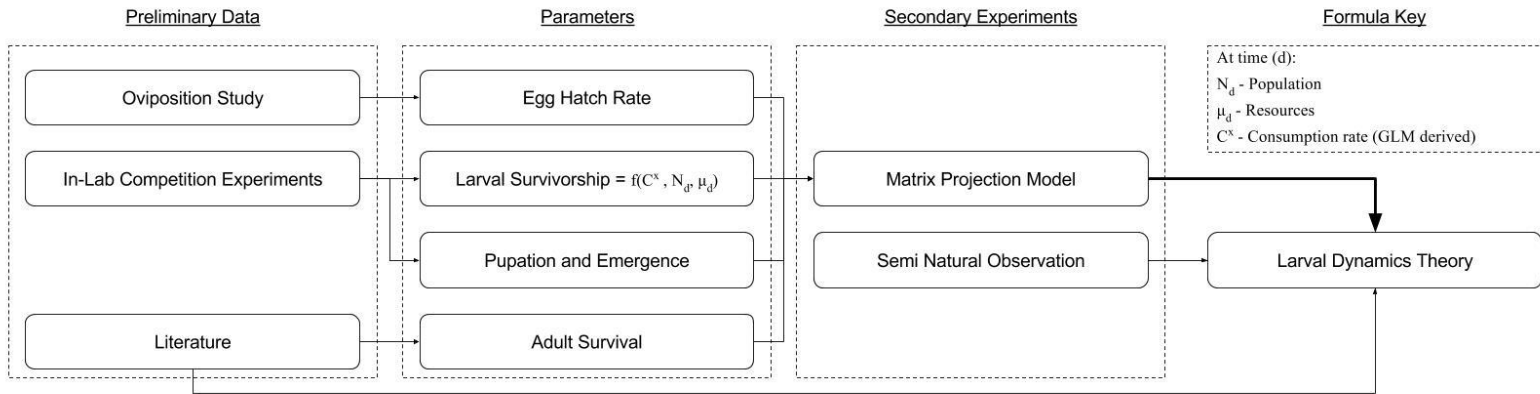 Preliminary Data
Parameters
Secondary Experiments
Formula Key
Oviposition Study
Egg Hatch Rate
At time (d):
N_d - Population
μ_d - Resources
C^x - Consumption rate (GLM derived)
In-Lab Competition Experiments
Larval Survivorship = f(C^x , N_d, μ_d)
Matrix Projection Model
Pupation and Emergence
Semi Natural Observation
Larval Dynamics Theory
Literature
Adult Survival